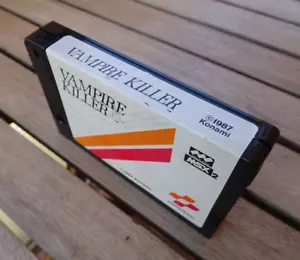 VAMPIRE KILLER
©1987
Konami
VAMPIRE
KILLER
MSX 2